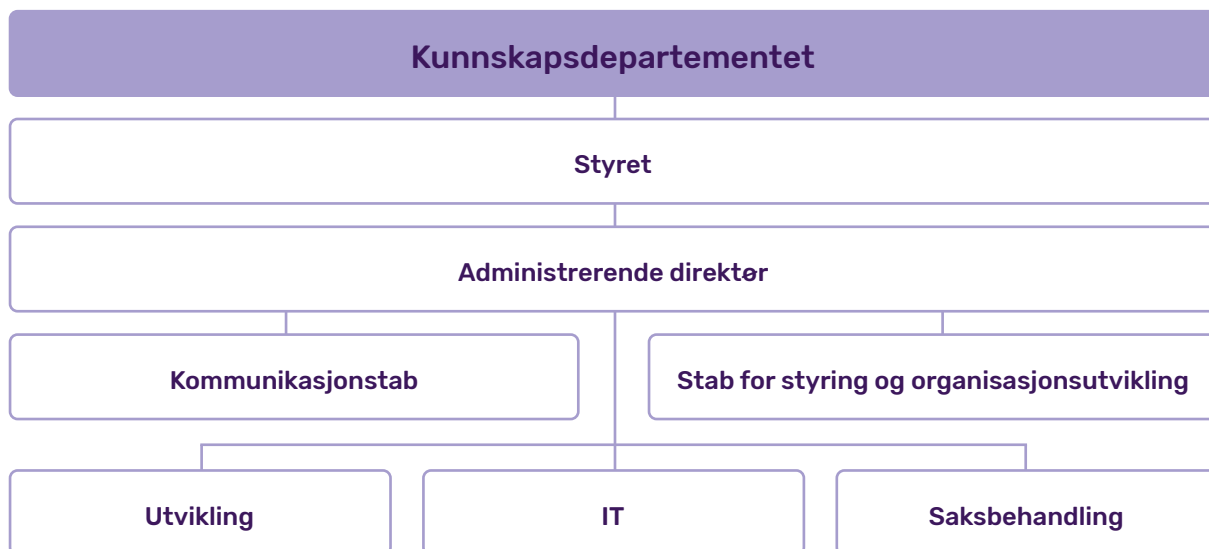 Kunnskapsdepartementet
Styret
Administrerende direktør
Kommunikasjonstab
Stab for styring og organisasjonsutvikling
Utvikling
IT
Saksbehandling